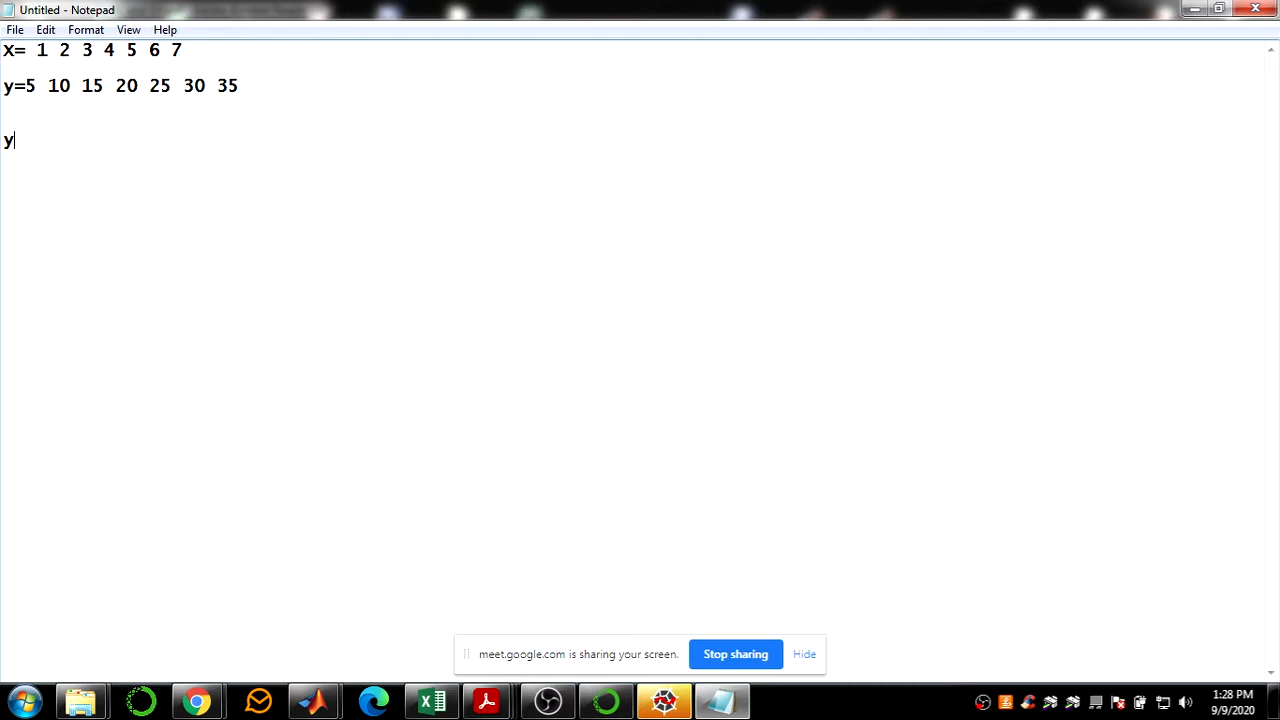 Untitled - Notepad
File Edit Format View Help
X= 1 2 3 4 5 6 7
y=5 10 15 20 25 30 35
y
meet.google.com is sharing your screen. Stop sharing Hide
1:28 PM
9/9/2020